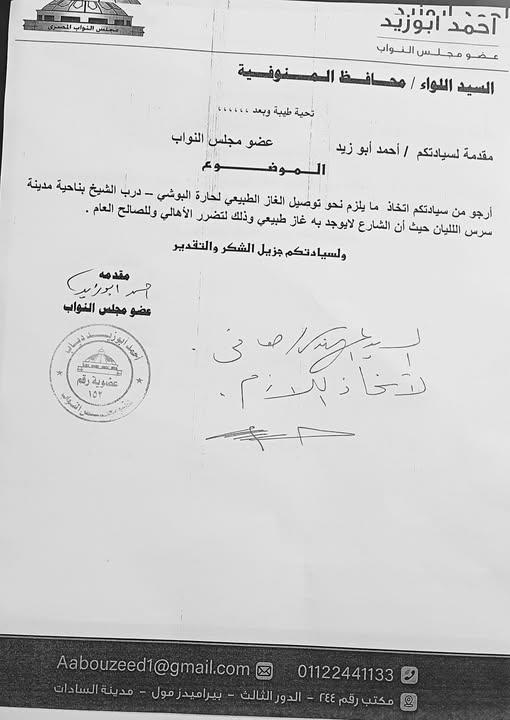 أحمد أبوزيد
عضو مجلس النواب
مجلس النواب المصري
السيد اللواء / محافظ المنوفية
تحية طيبة وبعد ،،،،،،
مقدمة لسيادتكم / أحمد أبو زيد عضو مجلس النواب
الموضوع
أرجو من سيادتكم اتخاذ ما يلزم نحو توصيل الغاز الطبيعي لحارة البوشي – درب الشيخ بناحية مدينة
سرس الليان حيث أن الشارع لايوجد به غاز طبيعي وذلك لتضرر الأهالي وللصالح العام .
ولسيادتكم جزيل الشكر والتقدير
مقدمه
احمد ابوزيد
عضو مجلس النواب
أحمد أبوزيد دياب
عضوية رقم
١٥٢
عضو مجلس النواب
السيد المهندس /
لاتخاذ اللازم .
Aabouzeed1@gmail.com 01122441133
مكتب رقم ٢٤٤ - الدور الثالث - بيراميدز مول - مدينة السادات